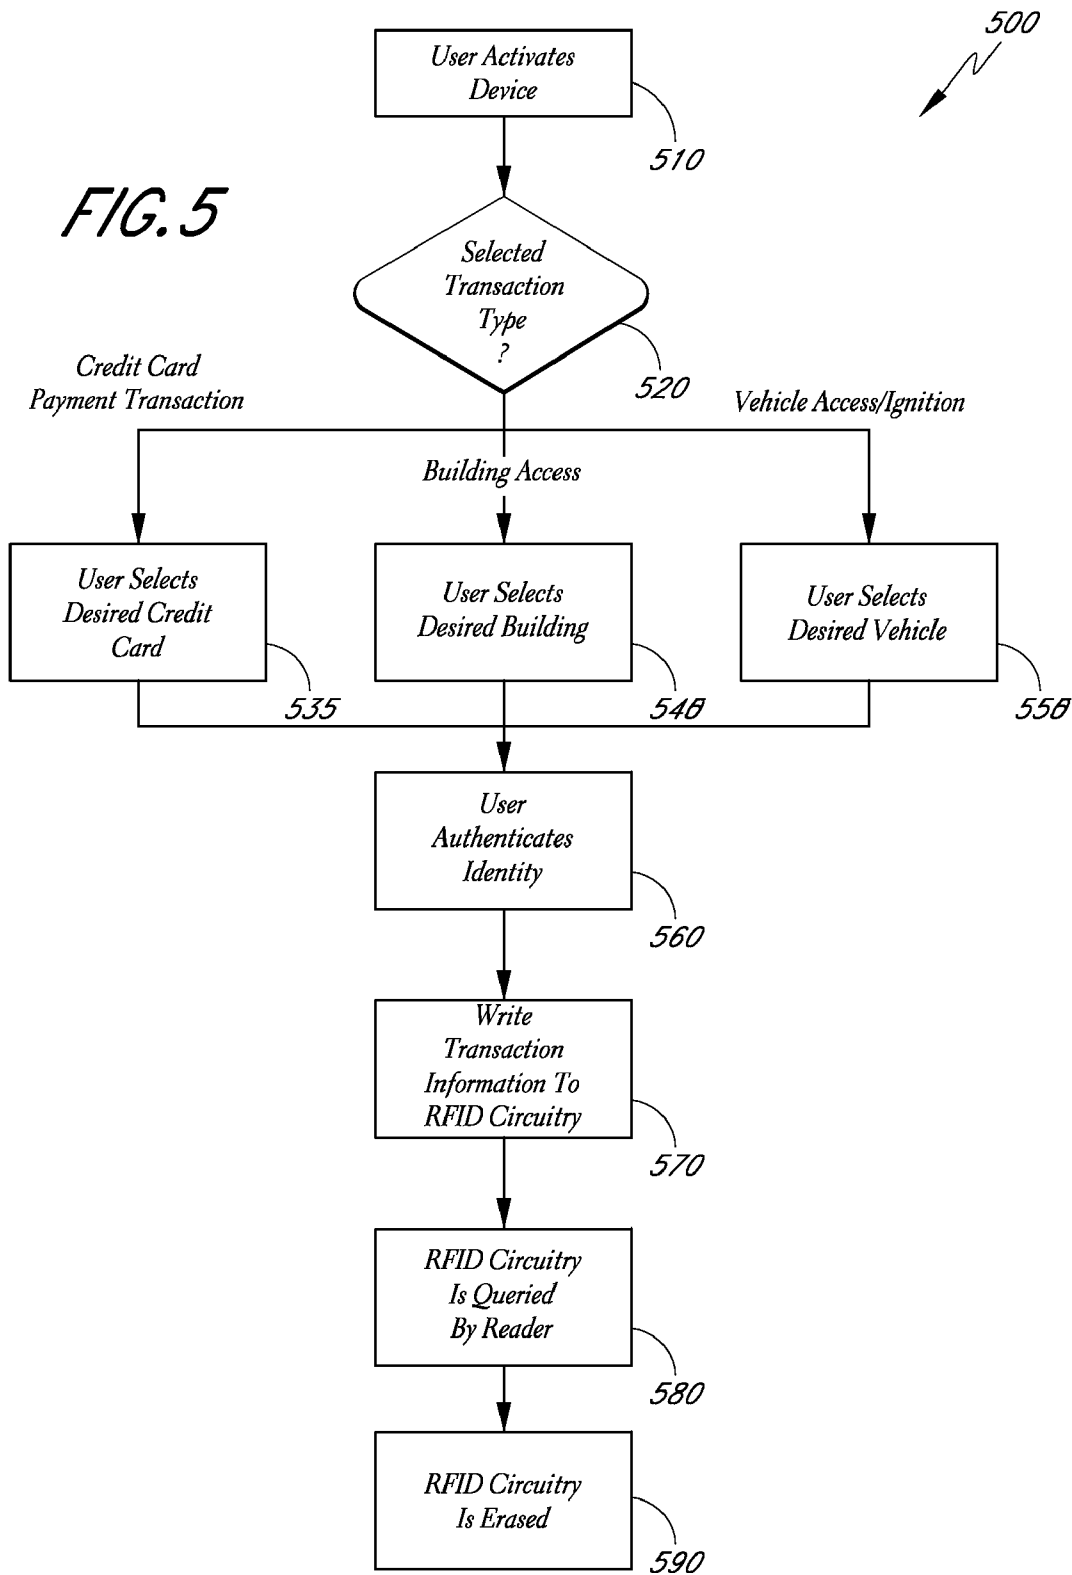 500
User Activates
Device
510
FIG. 5
Selected
Transaction
Type
?
520
Credit Card
Payment Transaction
Vehicle Access/Ignition
Building Access
User Selects
Desired Credit
Card
535
User Selects
Desired Building
540
User Selects
Desired Vehicle
550
User
Authenticates
Identity
560
Write
Transaction
Information To
RFID Circuitry
570
RFID Circuitry
Is Queried
By Reader
580
RFID Circuitry
Is Erased
590